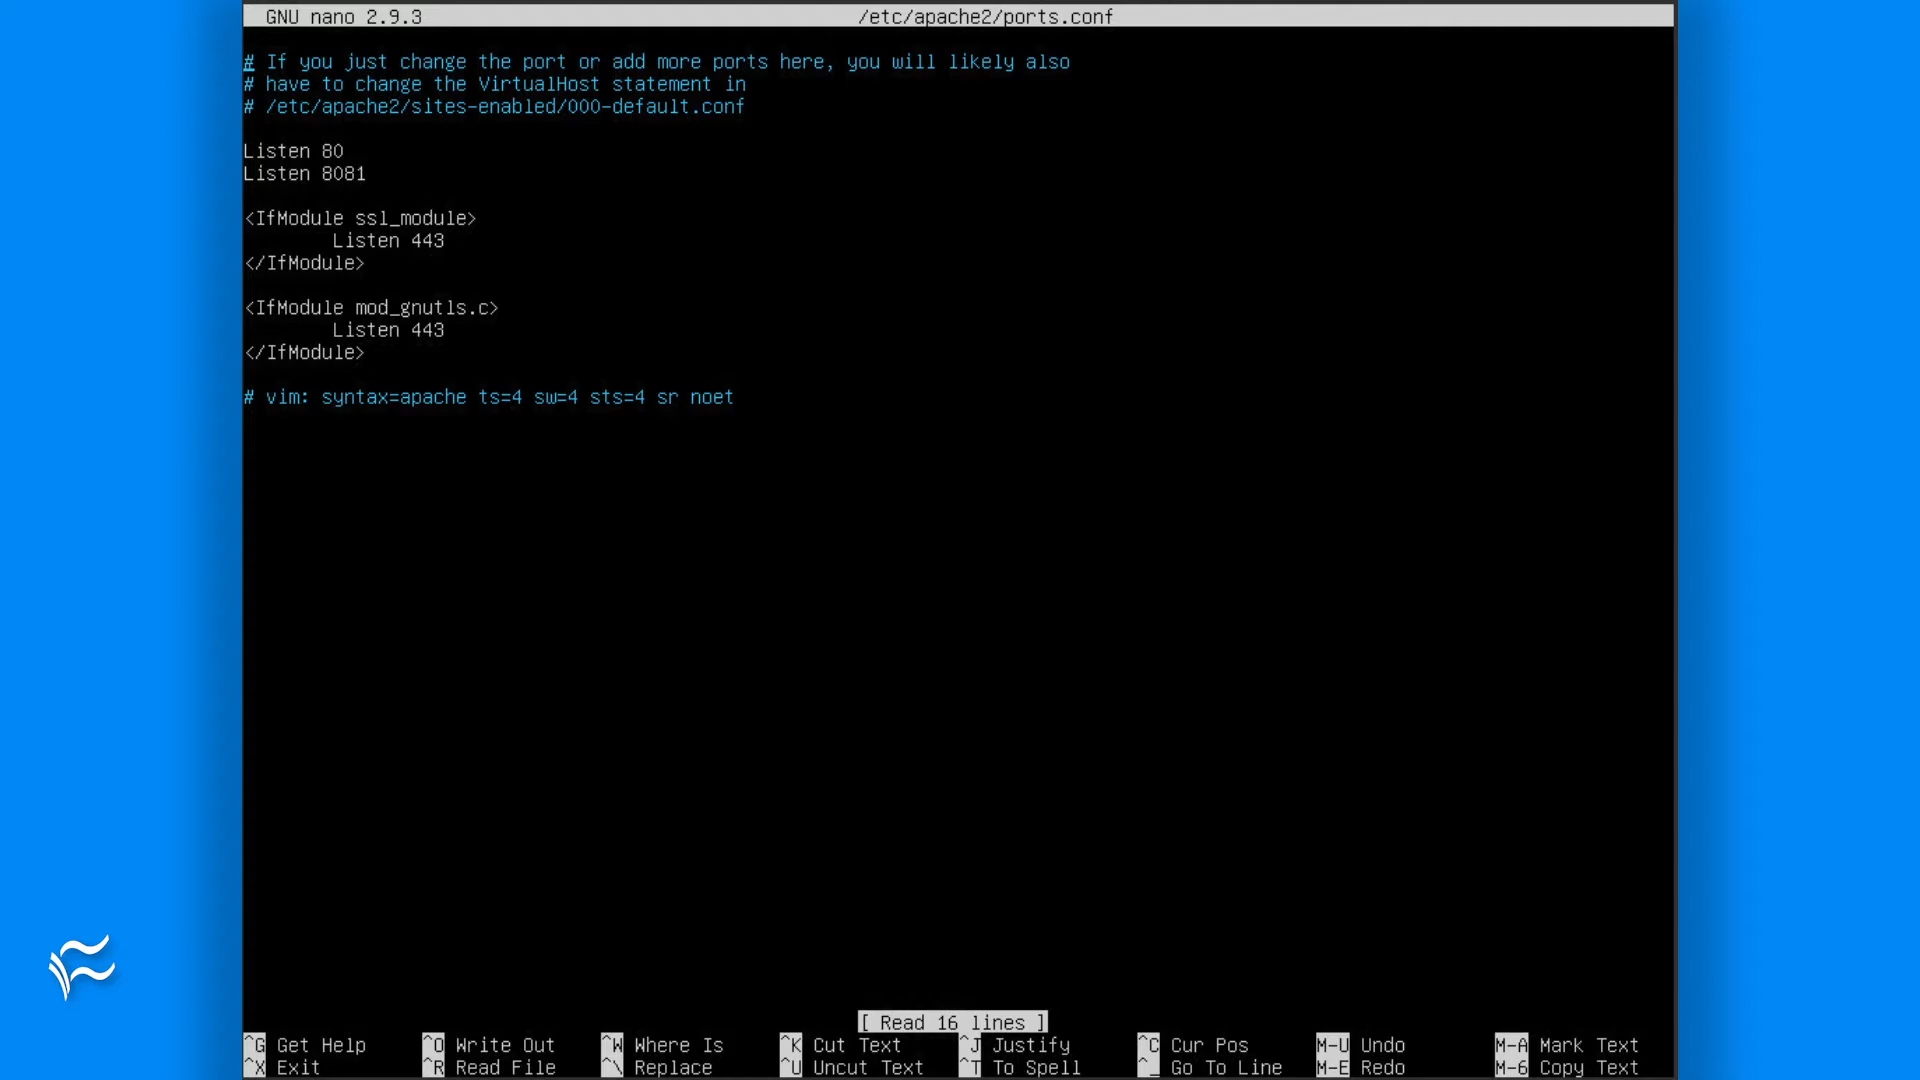 GNU nano 2.9.3 /etc/apache2/ports.conf
# If you just change the port or add more ports here, you will likely also
# have to change the VirtualHost statement in
# /etc/apache2/sites-enabled/000-default.conf
Listen 80
Listen 8081
<IfModule ssl_module>
Listen 443
</IfModule>
<IfModule mod_gnutls.c>
Listen 443
</IfModule>
# vim: syntax=apache ts=4 sw=4 sts=4 sr noet
[ Read 16 lines ]
^G Get Help ^O Write Out ^W Where Is ^K Cut Text ^J Justify ^C Cur Pos M-U Undo M-A Mark Text
^X Exit ^R Read File ^\ Replace ^U Uncut Text ^T To Spell ^_ Go To Line M-E Redo M-6 Copy Text